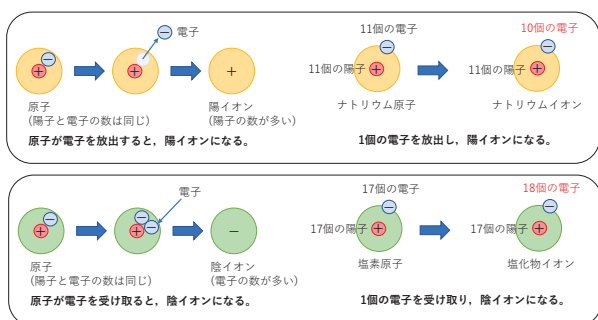 電子
原子
(陽子と電子の数は同じ)
陽イオン
(陽子の数が多い)
原子が電子を放出すると，陽イオンになる。
11個の電子
11個の陽子
ナトリウム原子
10個の電子
11個の陽子
ナトリウムイオン
1個の電子を放出し，陽イオンになる。
電子
原子
(陽子と電子の数は同じ)
陰イオン
(電子の数が多い)
原子が電子を受け取ると，陰イオンになる。
17個の電子
17個の陽子
塩素原子
18個の電子
17個の陽子
塩化物イオン
1個の電子を受け取り，陰イオンになる。